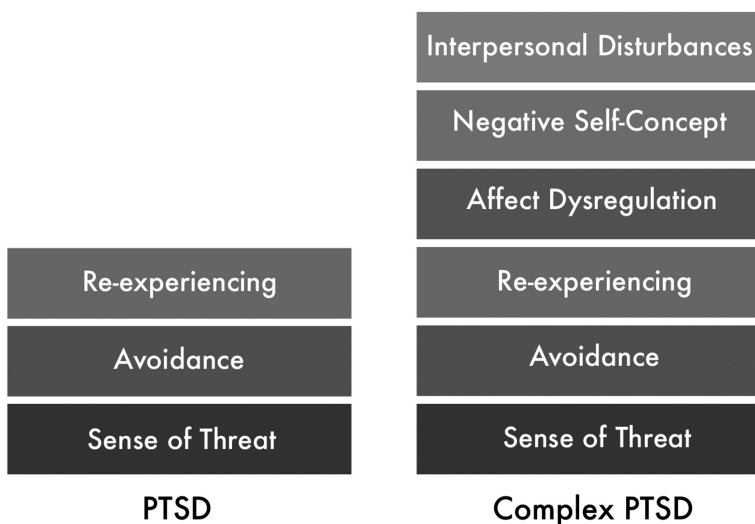 Interpersonal Disturbances
Negative Self-Concept
Affect Dysregulation
Re-experiencing
Re-experiencing
Avoidance
Avoidance
Sense of Threat
Sense of Threat
PTSD
Complex PTSD